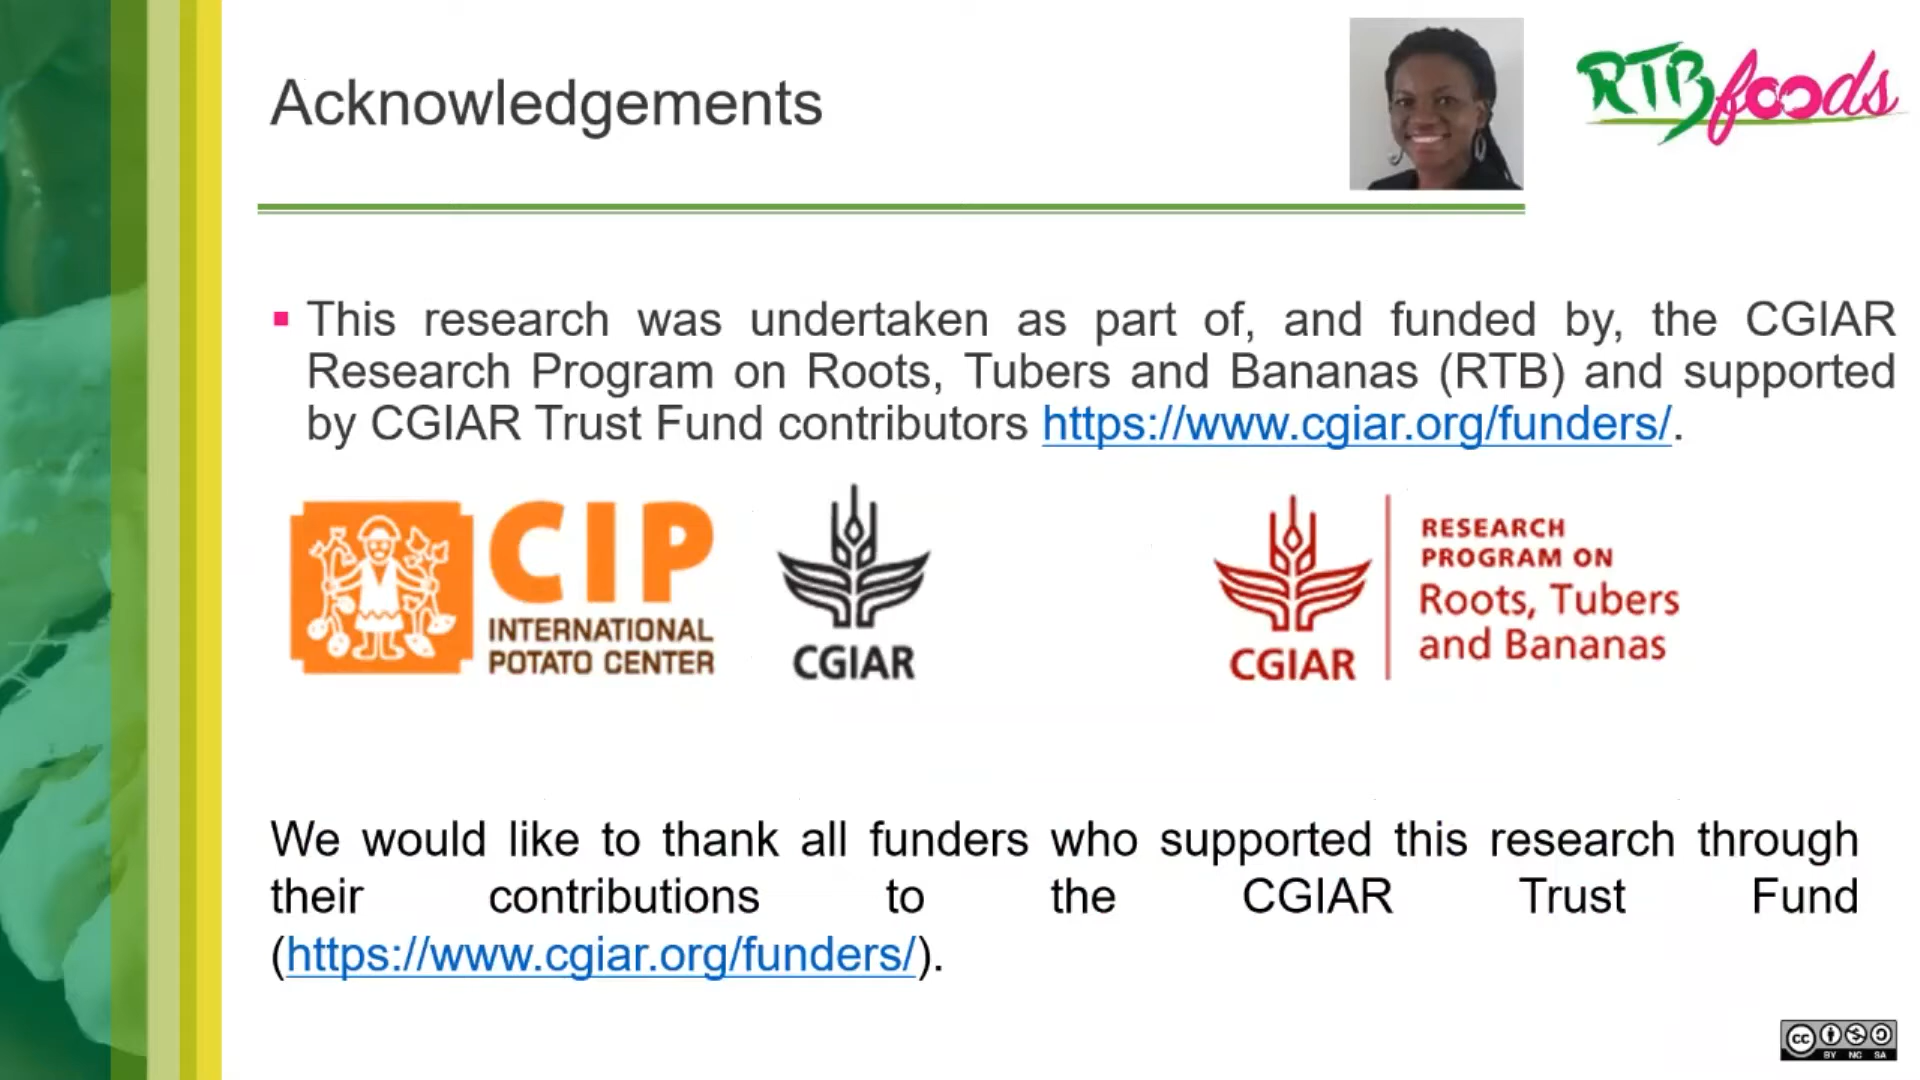 Acknowledgements
RTBfoods
This research was undertaken as part of, and funded by, the CGIAR
Research Program on Roots, Tubers and Bananas (RTB) and supported
by CGIAR Trust Fund contributors https://www.cgiar.org/funders/.
CIP
INTERNATIONAL
POTATO CENTER
CGIAR
CGIAR
RESEARCH
PROGRAM ON
Roots, Tubers
and Bananas
We would like to thank all funders who supported this research through
their contributions to the CGIAR Trust Fund
(https://www.cgiar.org/funders/).
cc
BY NC SA